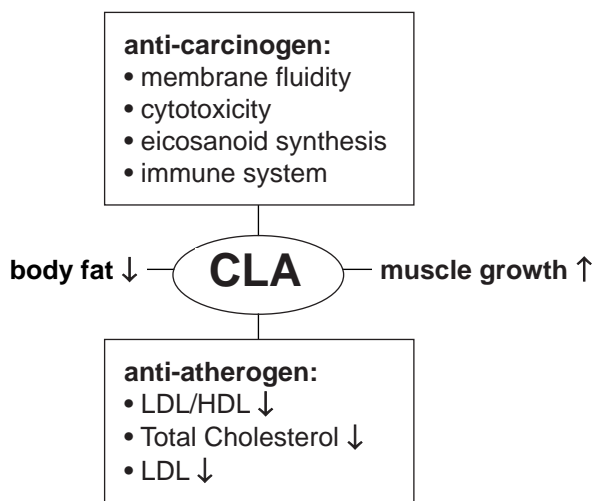 anti-carcinogen:
• membrane fluidity
• cytotoxicity
• eicosanoid synthesis
• immune system
body fat ↓
CLA
muscle growth ↑
anti-atherogen:
• LDL/HDL ↓
• Total Cholesterol ↓
• LDL ↓